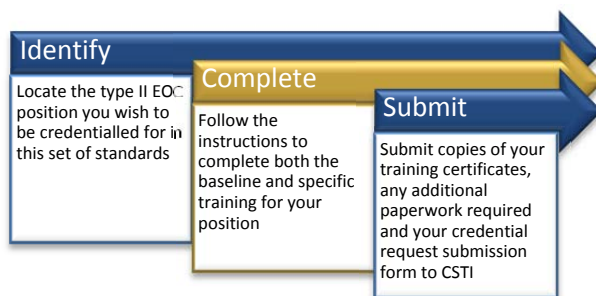 Identify
Locate the type II EOC
position you wish to
be credentialled for in
this set of standards
Complete
Follow the
instructions to
complete both the
baseline and specific
training for your
position
Submit
Submit copies of your
training certificates,
any additional
paperwork required
and your credential
request submission
form to CSTI